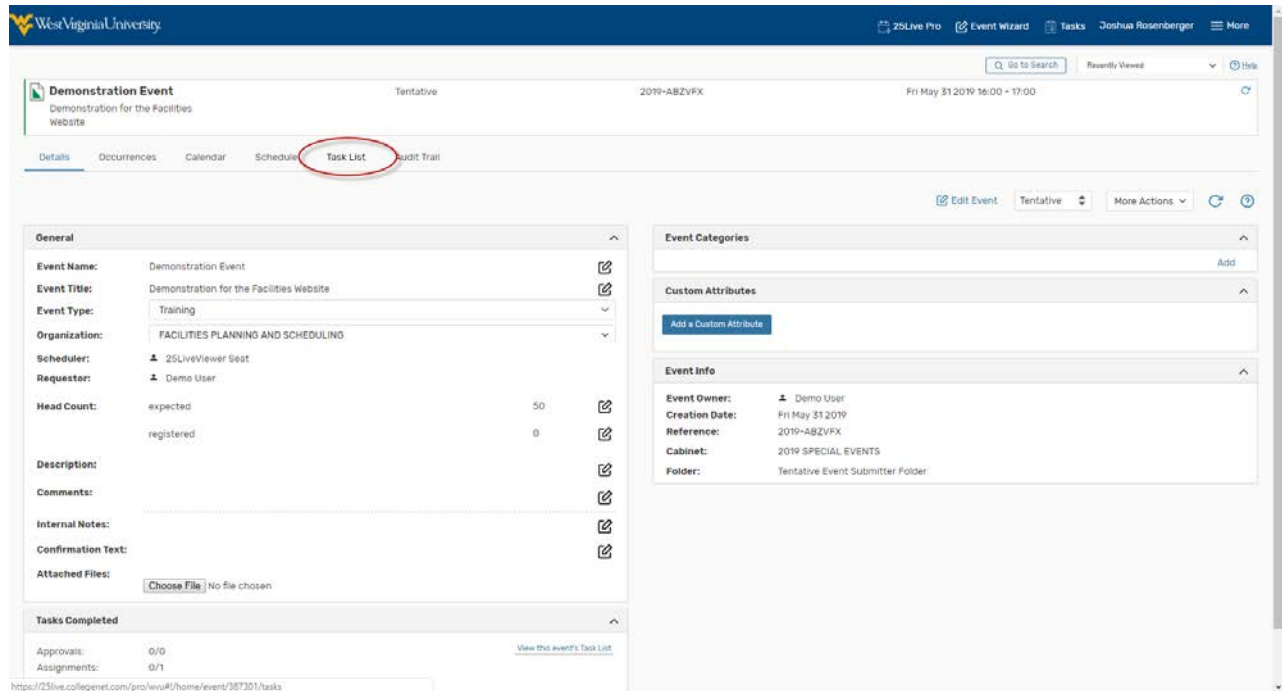 West Virginia University.
25Live Pro Event Wizard Tasks Joshua Rosenberger More
Go to Search Recently Viewed Help
Demonstration Event Tentative 2019-ABZVFX Fri May 31 2019 16:00 - 17:00
Demonstration for the Facilities
Website
Details Occurrences Calendar Schedule Task List Audit Trail
Edit Event Tentative More Actions
General
Event Name: Demonstration Event
Event Title: Demonstration for the Facilities Website
Event Type: Training
Organization: FACILITIES PLANNING AND SCHEDULING
Scheduler: 25LiveViewer Seat
Requestor: Demo User
Head Count: expected 50
registered 0
Description:
Comments:
Internal Notes:
Confirmation Text:
Attached Files:
Choose File No file chosen
Tasks Completed
Approvals: 0/0 View this event's Task List
Assignments: 0/1
Event Categories
Add
Custom Attributes
Add a Custom Attribute
Event Info
Event Owner: Demo User
Creation Date: Fri May 31 2019
Reference: 2019-ABZVFX
Cabinet: 2019 SPECIAL EVENTS
Folder: Tentative Event Submitter Folder
https://25live.collegenet.com/pro/wvu#!/home/event/387301/tasks